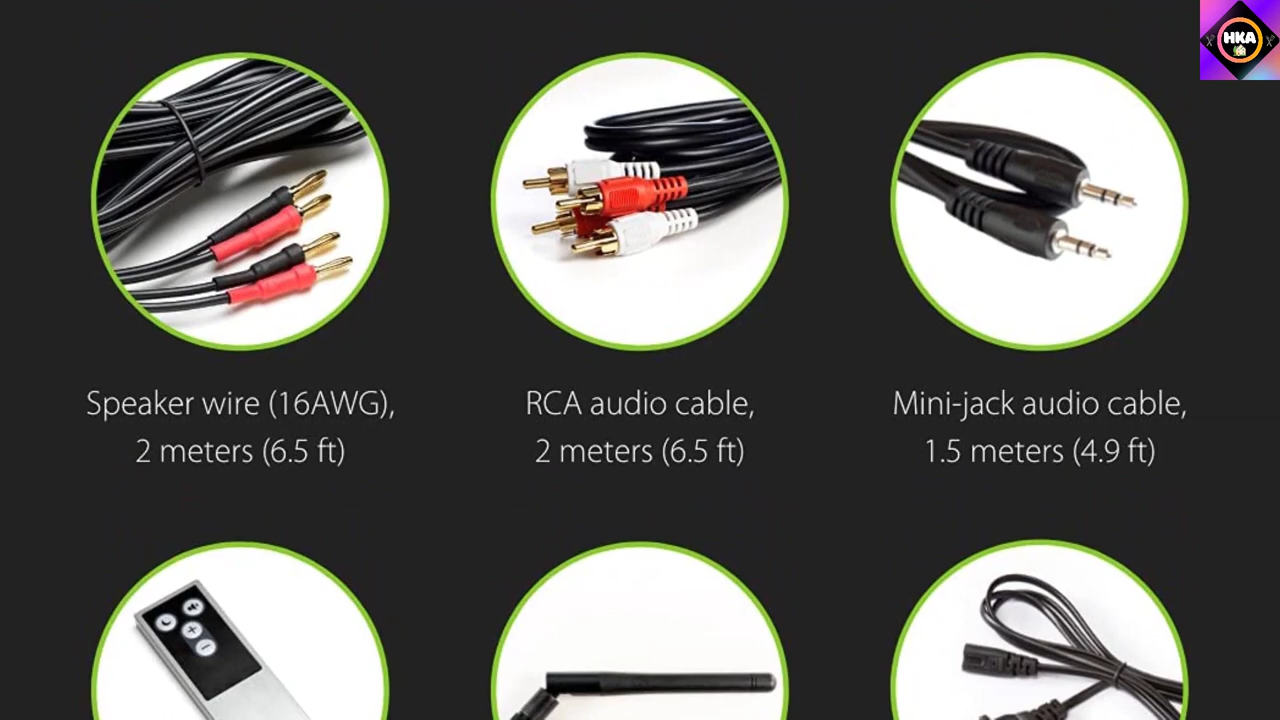 HKA
Speaker wire (16AWG),
2 meters (6.5 ft)
RCA audio cable,
2 meters (6.5 ft)
Mini-jack audio cable,
1.5 meters (4.9 ft)